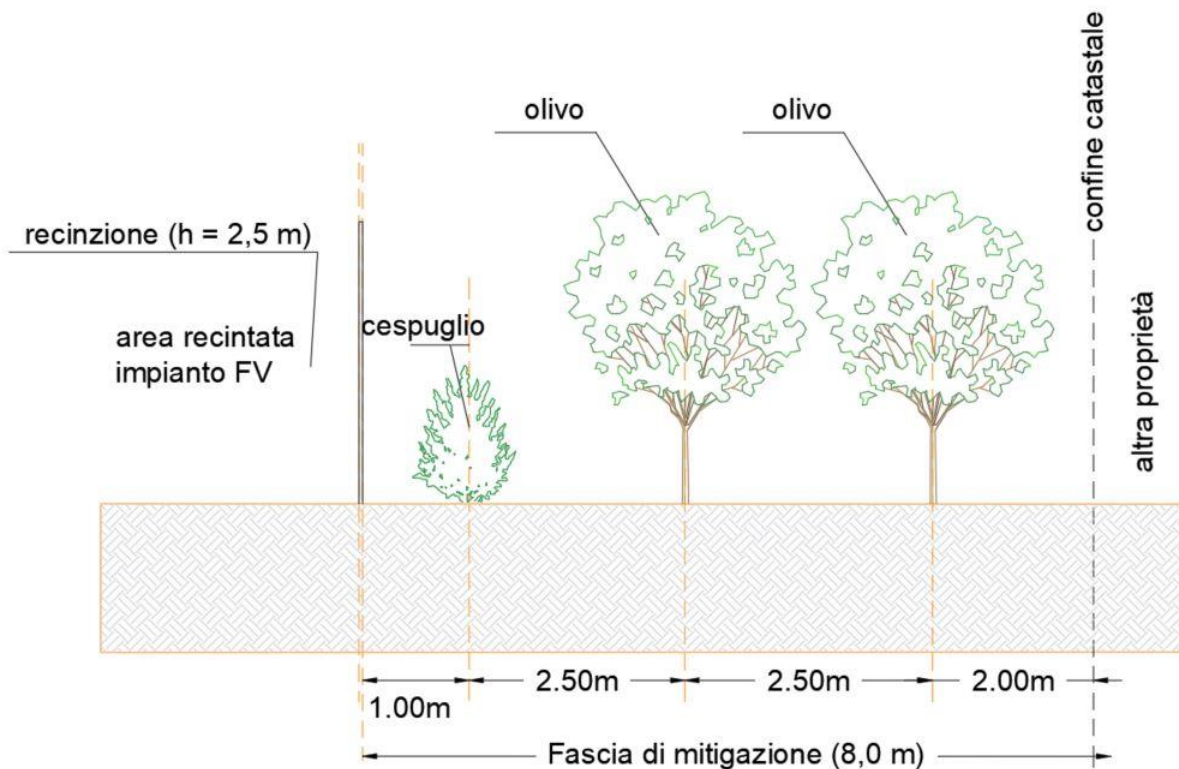 olivo
olivo
confine catastale
recinzione (h = 2,5 m)
area recintata
impianto FV
cespuglio
altra proprietà
1.00m
2.50m
2.50m
2.00m
Fascia di mitigazione (8,0 m)